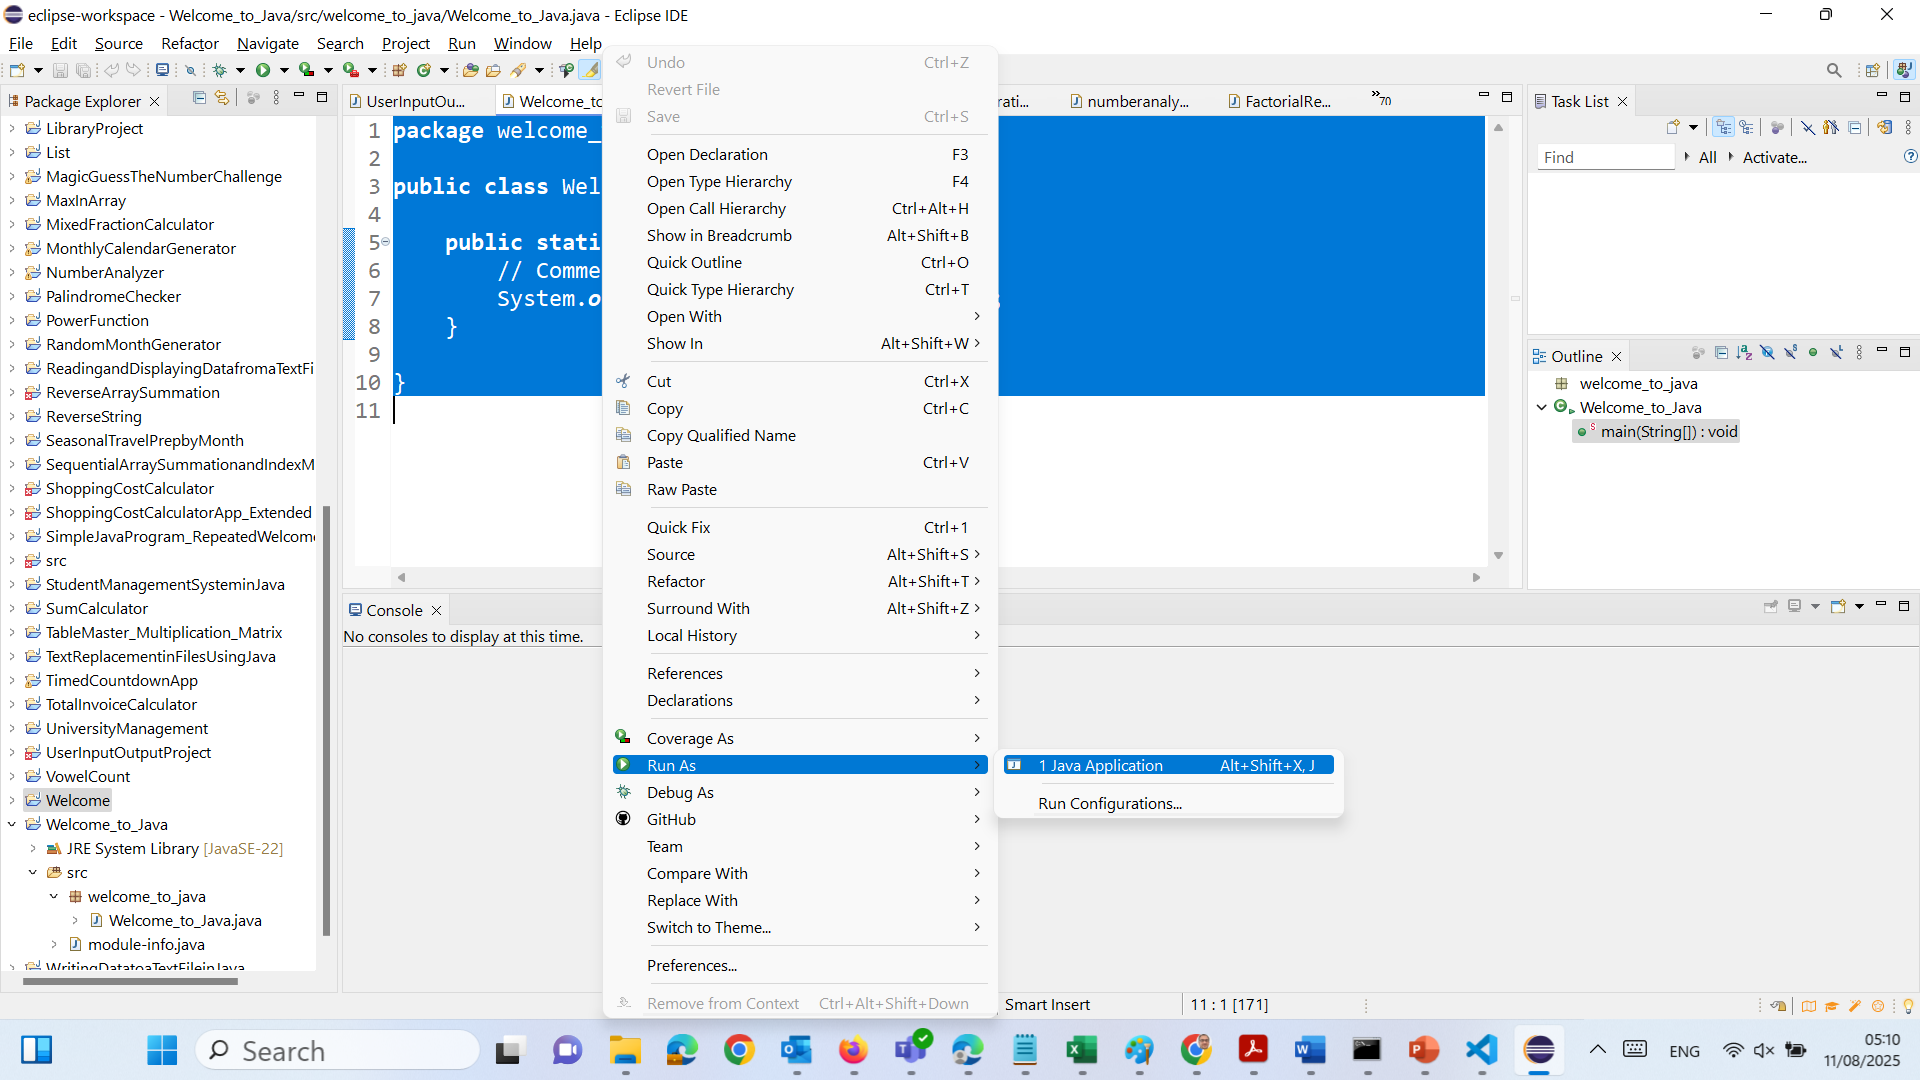 eclipse-workspace - Welcome_to_Java/src/welcome_to_java/Welcome_to_Java.java - Eclipse IDE
File Edit Source Refactor Navigate Search Project Run Window Help
Package Explorer
LibraryProject
List
MagicGuessTheNumberChallenge
MaxInArray
MixedFractionCalculator
MonthlyCalendarGenerator
NumberAnalyzer
PalindromeChecker
PowerFunction
RandomMonthGenerator
ReadingandDisplayingDatafromaTextFi
ReverseArraySummation
ReverseString
SeasonalTravelPrepbyMonth
SequentialArraySummationandIndexM
ShoppingCostCalculator
ShoppingCostCalculatorApp_Extended
SimpleJavaProgram_RepeatedWelcome
src
StudentManagementSysteminJava
SumCalculator
TableMaster_Multiplication_Matrix
TextReplacementinFilesUsingJava
TimedCountdownApp
TotalInvoiceCalculator
UniversityManagement
UserInputOutputProject
VowelCount
Welcome
Welcome_to_Java
JRE System Library [JavaSE-22]
src
welcome_to_java
Welcome_to_Java.java
module-info.java
WritingDatatoaTextFileinJava
UserInputOu... Welcome_to rati... numberanaly... FactorialRe... »70
1 package welcome_
2
3 public class Wel
4
5 public stati
6 // Comme
7 System.o
8 }
9
10 }
11
Undo Ctrl+Z
Revert File
Save Ctrl+S
Open Declaration F3
Open Type Hierarchy F4
Open Call Hierarchy Ctrl+Alt+H
Show in Breadcrumb Alt+Shift+B
Quick Outline Ctrl+O
Quick Type Hierarchy Ctrl+T
Open With
Show In Alt+Shift+W
Cut Ctrl+X
Copy Ctrl+C
Copy Qualified Name
Paste Ctrl+V
Raw Paste
Quick Fix Ctrl+1
Source Alt+Shift+S
Refactor Alt+Shift+T
Surround With Alt+Shift+Z
Local History
References
Declarations
Coverage As
Run As
Debug As
GitHub
Team
Compare With
Replace With
Switch to Theme...
Preferences...
Remove from Context Ctrl+Alt+Shift+Down
1 Java Application Alt+Shift+X, J
Run Configurations...
Console
No consoles to display at this time.
Task List
Find All Activate...
Outline
welcome_to_java
Welcome_to_Java
main(String[]) : void
Smart Insert 11 : 1 [171]
Search
ENG
05:10
11/08/2025